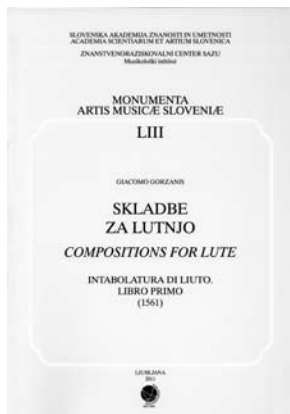 SLOVENSKA AKADEMIJA ZNANOSTI IN UMETNOSTI
ACADEMIA SCIENTIARUM ET ARTIUM SLOVENICA
ZNANSTVENORAZISKOVALNI CENTER SAZU
Muzikološki inštitut
MONUMENTA
ARTIS MUSICÆ SLOVENIÆ
LIII
GIACOMO GORZANIS
SKLADBE
ZA LUTNJO
COMPOSITIONS FOR LUTE
INTABOLATURA DI LIUTO.
LIBRO PRIMO
(1561)
LJUBLJANA
2011